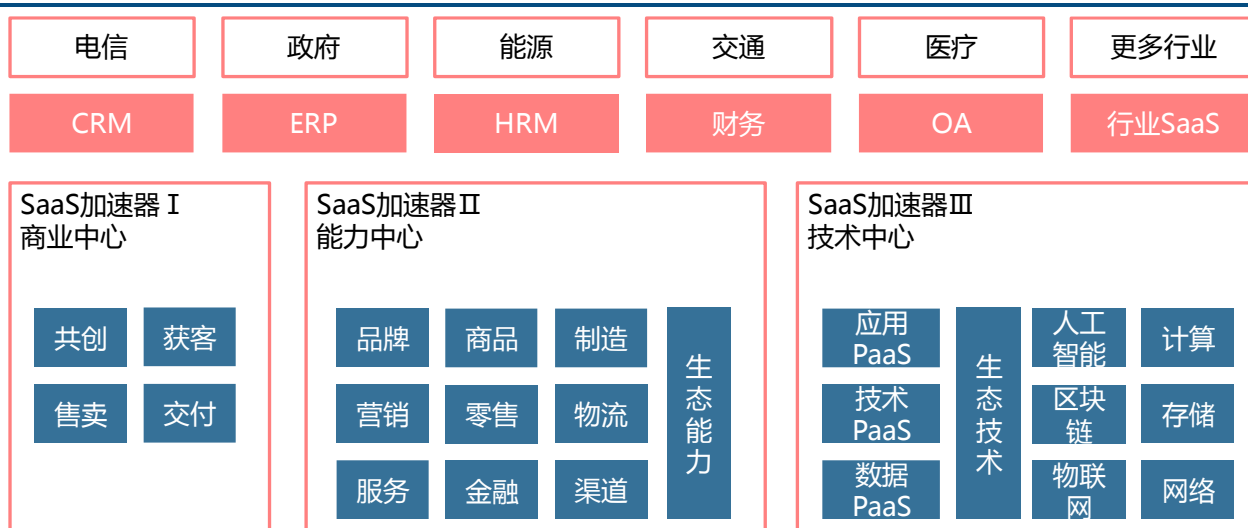 电信
政府
能源
交通
医疗
更多行业
CRM
ERP
HRM
财务
OA
行业SaaS
SaaS加速器Ⅰ
商业中心
共创
获客
售卖
交付
SaaS加速器Ⅱ
能力中心
品牌
商品
制造
营销
零售
物流
服务
金融
渠道
生
态
能
力
SaaS加速器Ⅲ
技术中心
应用
PaaS
技术
PaaS
数据
PaaS
生
态
技
术
人工
智能
区块
链
物联
网
计算
存储
网络